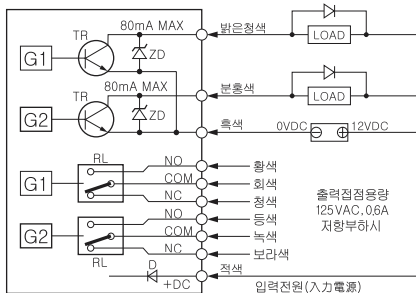 80mA MAX
밝은청색
LOAD
TR
G1
ZD
80mA MAX
분홍색
LOAD
TR
G2
ZD
흑색
0VDC
12VDC
RL
NO
황색
G1
COM
회색
NC
청색
출력접점용량
125VAC, 0.6A
저항부하시
NO
등색
G2
COM
녹색
NC
보라색
RL
D
+DC
적색
입력전원(入力電源)